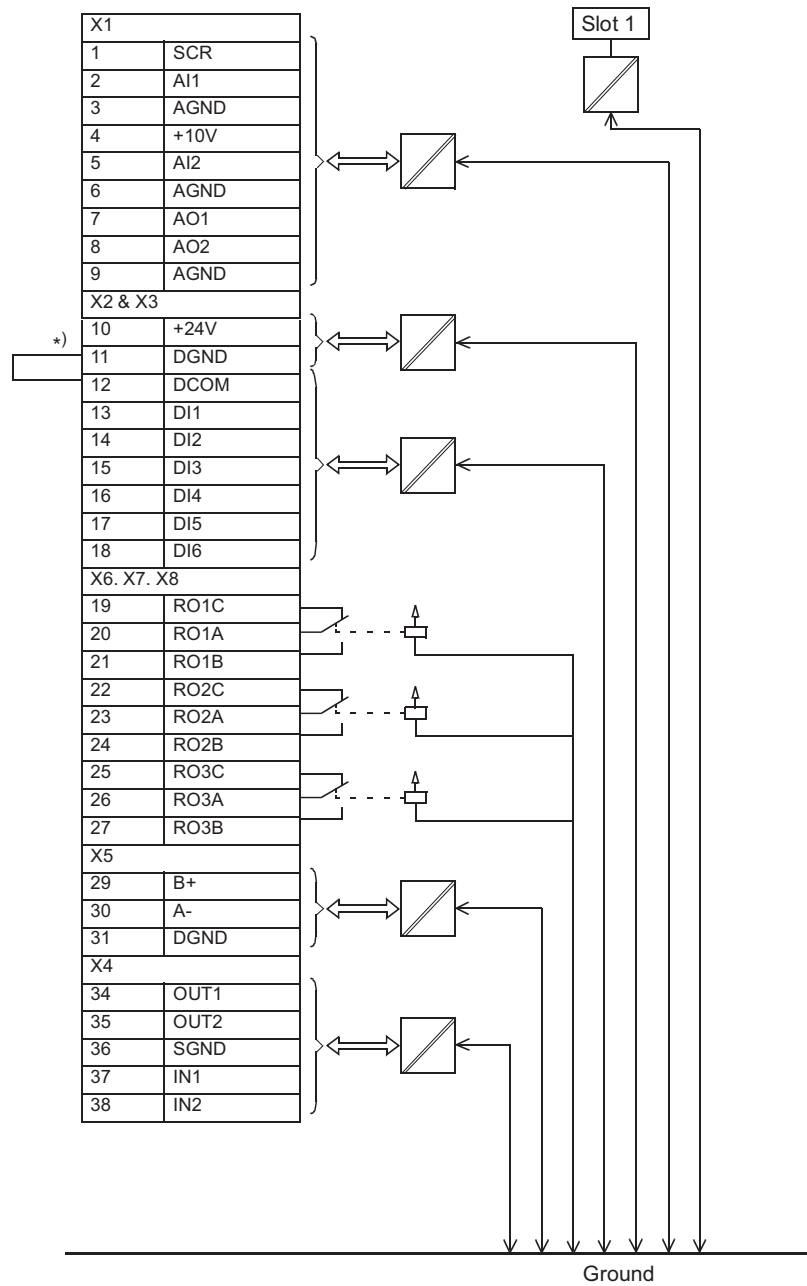 X1
Slot 1
1 SCR
2 AI1
3 AGND
4 +10V
5 AI2
6 AGND
7 AO1
8 AO2
9 AGND
X2 & X3
10 +24V
*)
11 DGND
12 DCOM
13 DI1
14 DI2
15 DI3
16 DI4
17 DI5
18 DI6
X6. X7. X8
19 RO1C
20 RO1A
21 RO1B
22 RO2C
23 RO2A
24 RO2B
25 RO3C
26 RO3A
27 RO3B
X5
29 B+
30 A-
31 DGND
X4
34 OUT1
35 OUT2
36 SGND
37 IN1
38 IN2
Ground